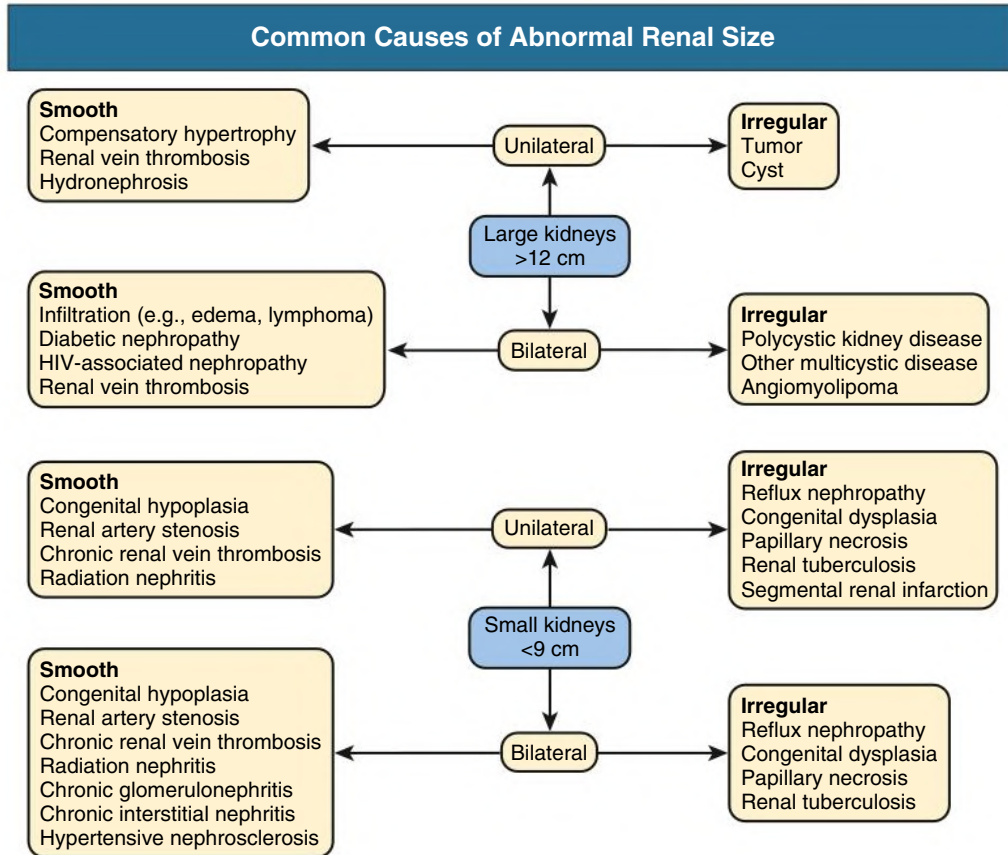 Common Causes of Abnormal Renal Size
Smooth
Compensatory hypertrophy
Renal vein thrombosis
Hydronephrosis
Unilateral
Irregular
Tumor
Cyst
Large kidneys
>12 cm
Smooth
Infiltration (e.g., edema, lymphoma)
Diabetic nephropathy
HIV-associated nephropathy
Renal vein thrombosis
Bilateral
Irregular
Polycystic kidney disease
Other multicystic disease
Angiomyolipoma
Smooth
Congenital hypoplasia
Renal artery stenosis
Chronic renal vein thrombosis
Radiation nephritis
Unilateral
Irregular
Reflux nephropathy
Congenital dysplasia
Papillary necrosis
Renal tuberculosis
Segmental renal infarction
Small kidneys
<9 cm
Smooth
Congenital hypoplasia
Renal artery stenosis
Chronic renal vein thrombosis
Radiation nephritis
Chronic glomerulonephritis
Chronic interstitial nephritis
Hypertensive nephrosclerosis
Bilateral
Irregular
Reflux nephropathy
Congenital dysplasia
Papillary necrosis
Renal tuberculosis